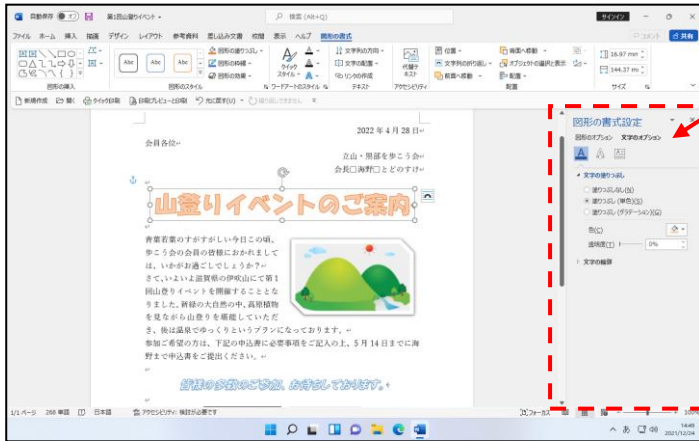 自動保存 オフ 第1回山登りイベント 検索 (Alt+Q) サインイン
ファイル ホーム 挿入 描画 デザイン レイアウト 参考資料 差し込み文書 校閲 表示 ヘルプ 図形の書式 コメント 共有
Abc Abc Abc 図形の塗りつぶし 図形の枠線 図形の効果 クイック スタイル 文字列の方向 文字の配置 リンクの作成 代替テキスト 位置 文字列の折り返し 前面へ移動 背面へ移動 オブジェクトの選択と表示 配置 18.97 mm 144.37 m
図形の挿入 図形のスタイル ワードアートのスタイル テキスト アクセシビリティ 配置 サイズ
新規作成 開く クイック印刷 印刷プレビューと印刷 元に戻す(U) 繰り返しできません
2022 年 4 月 28 日
会員各位
立山・黒部を歩こう会
会長□海野□とどのすけ
山登りイベントのご案内
青葉若葉のすがすがしい今日この頃、
歩こう会の会員の皆様におかれまして
は、いかがお過ごしでしょうか?
さて、いよいよ滋賀県の伊吹山にて第1
回山登りイベントを開催することとな
りました。新緑の大自然の中、高原植物
を見ながら山登りを堪能していただ
き、後は温泉でゆっくりというプランになっております。
参加ご希望の方は、下記の申込書に必要事項をご記入の上、5 月 14 日までに海
野まで申込書をご提出ください。
皆様の多数のご参加、お待ちしております。
図形の書式設定
図形のオプション 文字のオプション
文字の塗りつぶし
塗りつぶしなし(N)
塗りつぶし (単色)(S)
塗りつぶし (グラデーション)(G)
色(C)
透明度(T) 0%
文字の輪郭
1/1 ページ 268 単語 日本語 アクセシビリティ: 検討が必要です フォーカス 100%
あ 14:49
2021/12/24